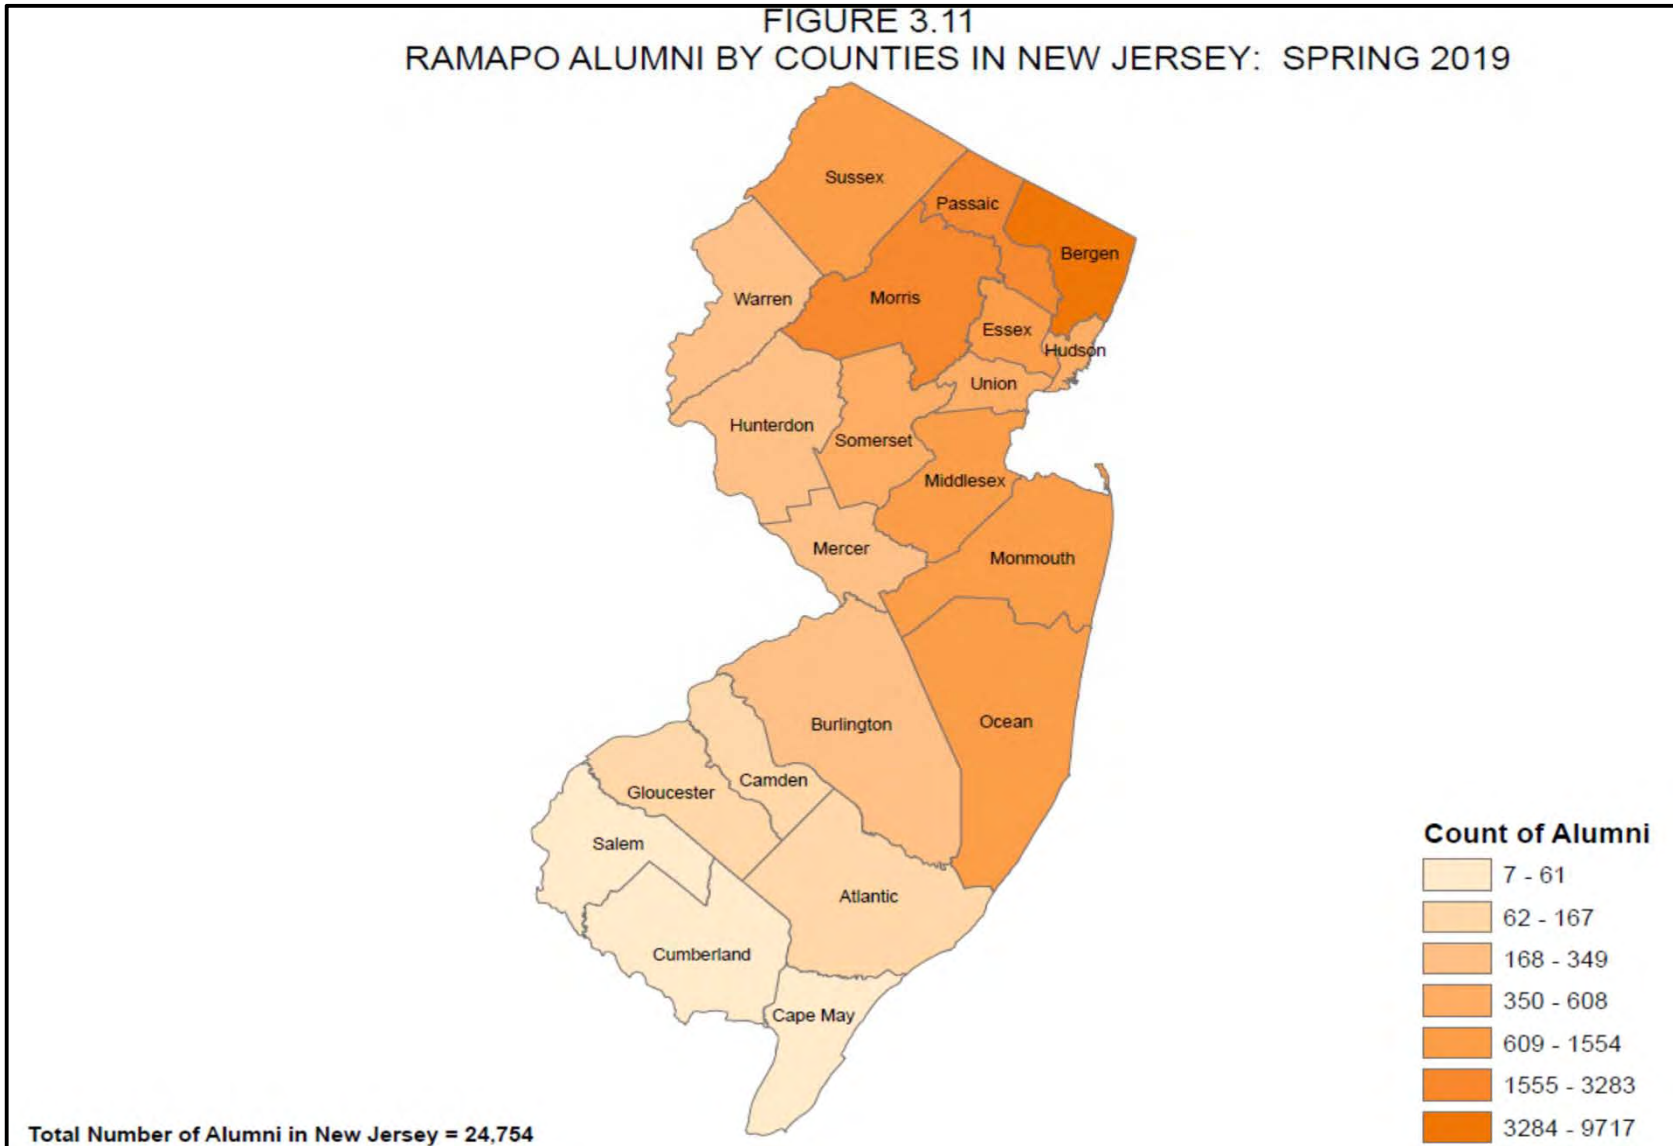 FIGURE 3.11
RAMAPO ALUMNI BY COUNTIES IN NEW JERSEY: SPRING 2019
Sussex
Passaic
Bergen
Warren
Morris
Essex
Hudson
Union
Hunterdon
Somerset
Middlesex
Mercer
Monmouth
Burlington
Ocean
Camden
Gloucester
Salem
Atlantic
Cumberland
Cape May
Count of Alumni
7 - 61
62 - 167
168 - 349
350 - 608
609 - 1554
1555 - 3283
3284 - 9717
Total Number of Alumni in New Jersey = 24,754